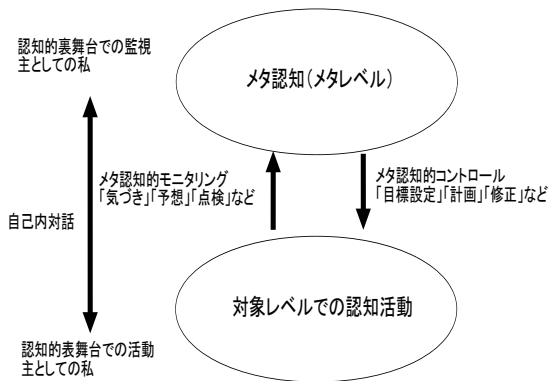 認知的裏舞台での監視
主としての私
メタ認知(メタレベル)
メタ認知的モニタリング
「気づき」「予想」「点検」など
メタ認知的コントロール
「目標設定」「計画」「修正」など
自己内対話
対象レベルでの認知活動
認知的表舞台での活動
主としての私